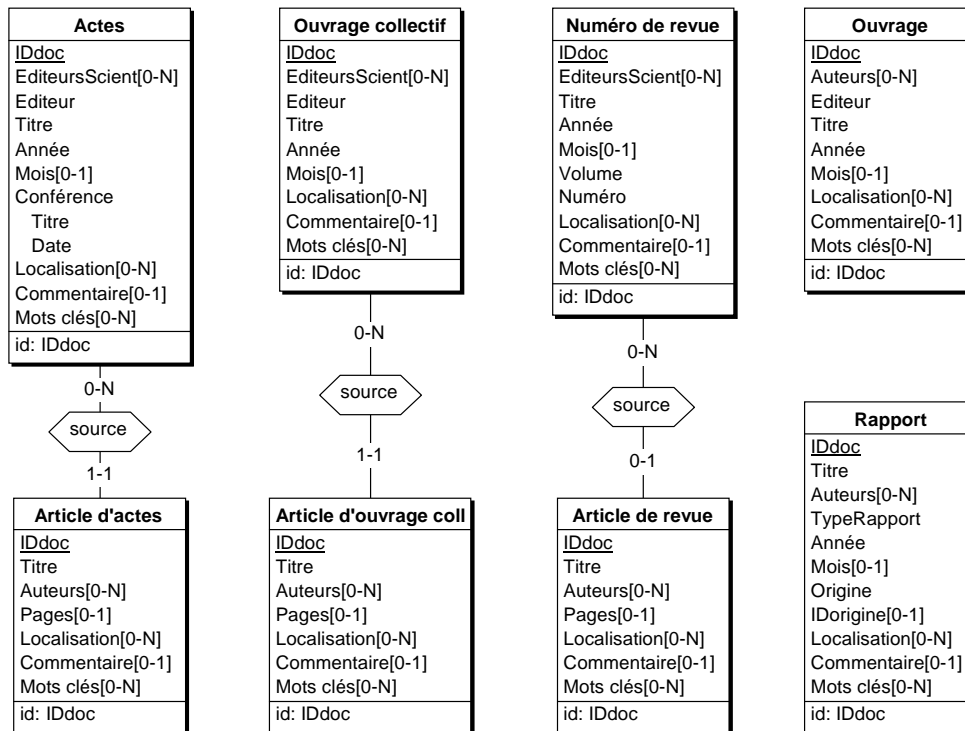 Actes
IDdoc
EditeursScient[0-N]
Editeur
Titre
Année
Mois[0-1]
Conférence
Titre
Date
Localisation[0-N]
Commentaire[0-1]
Mots clés[0-N]
id: IDdoc
Ouvrage collectif
IDdoc
EditeursScient[0-N]
Editeur
Titre
Année
Mois[0-1]
Localisation[0-N]
Commentaire[0-1]
Mots clés[0-N]
id: IDdoc
Numéro de revue
IDdoc
EditeursScient[0-N]
Titre
Année
Mois[0-1]
Volume
Numéro
Localisation[0-N]
Commentaire[0-1]
Mots clés[0-N]
id: IDdoc
Ouvrage
IDdoc
Auteurs[0-N]
Editeur
Titre
Année
Mois[0-1]
Localisation[0-N]
Commentaire[0-1]
Mots clés[0-N]
id: IDdoc
0-N
source
1-1
0-N
source
1-1
0-N
source
0-1
Article d'actes
IDdoc
Titre
Auteurs[0-N]
Pages[0-1]
Localisation[0-N]
Commentaire[0-1]
Mots clés[0-N]
id: IDdoc
Article d'ouvrage coll
IDdoc
Titre
Auteurs[0-N]
Pages[0-1]
Localisation[0-N]
Commentaire[0-1]
Mots clés[0-N]
id: IDdoc
Article de revue
IDdoc
Titre
Auteurs[0-N]
Pages[0-1]
Localisation[0-N]
Commentaire[0-1]
Mots clés[0-N]
id: IDdoc
Rapport
IDdoc
Titre
Auteurs[0-N]
TypeRapport
Année
Mois[0-1]
Origine
IDorigine[0-1]
Localisation[0-N]
Commentaire[0-1]
Mots clés[0-N]
id: IDdoc